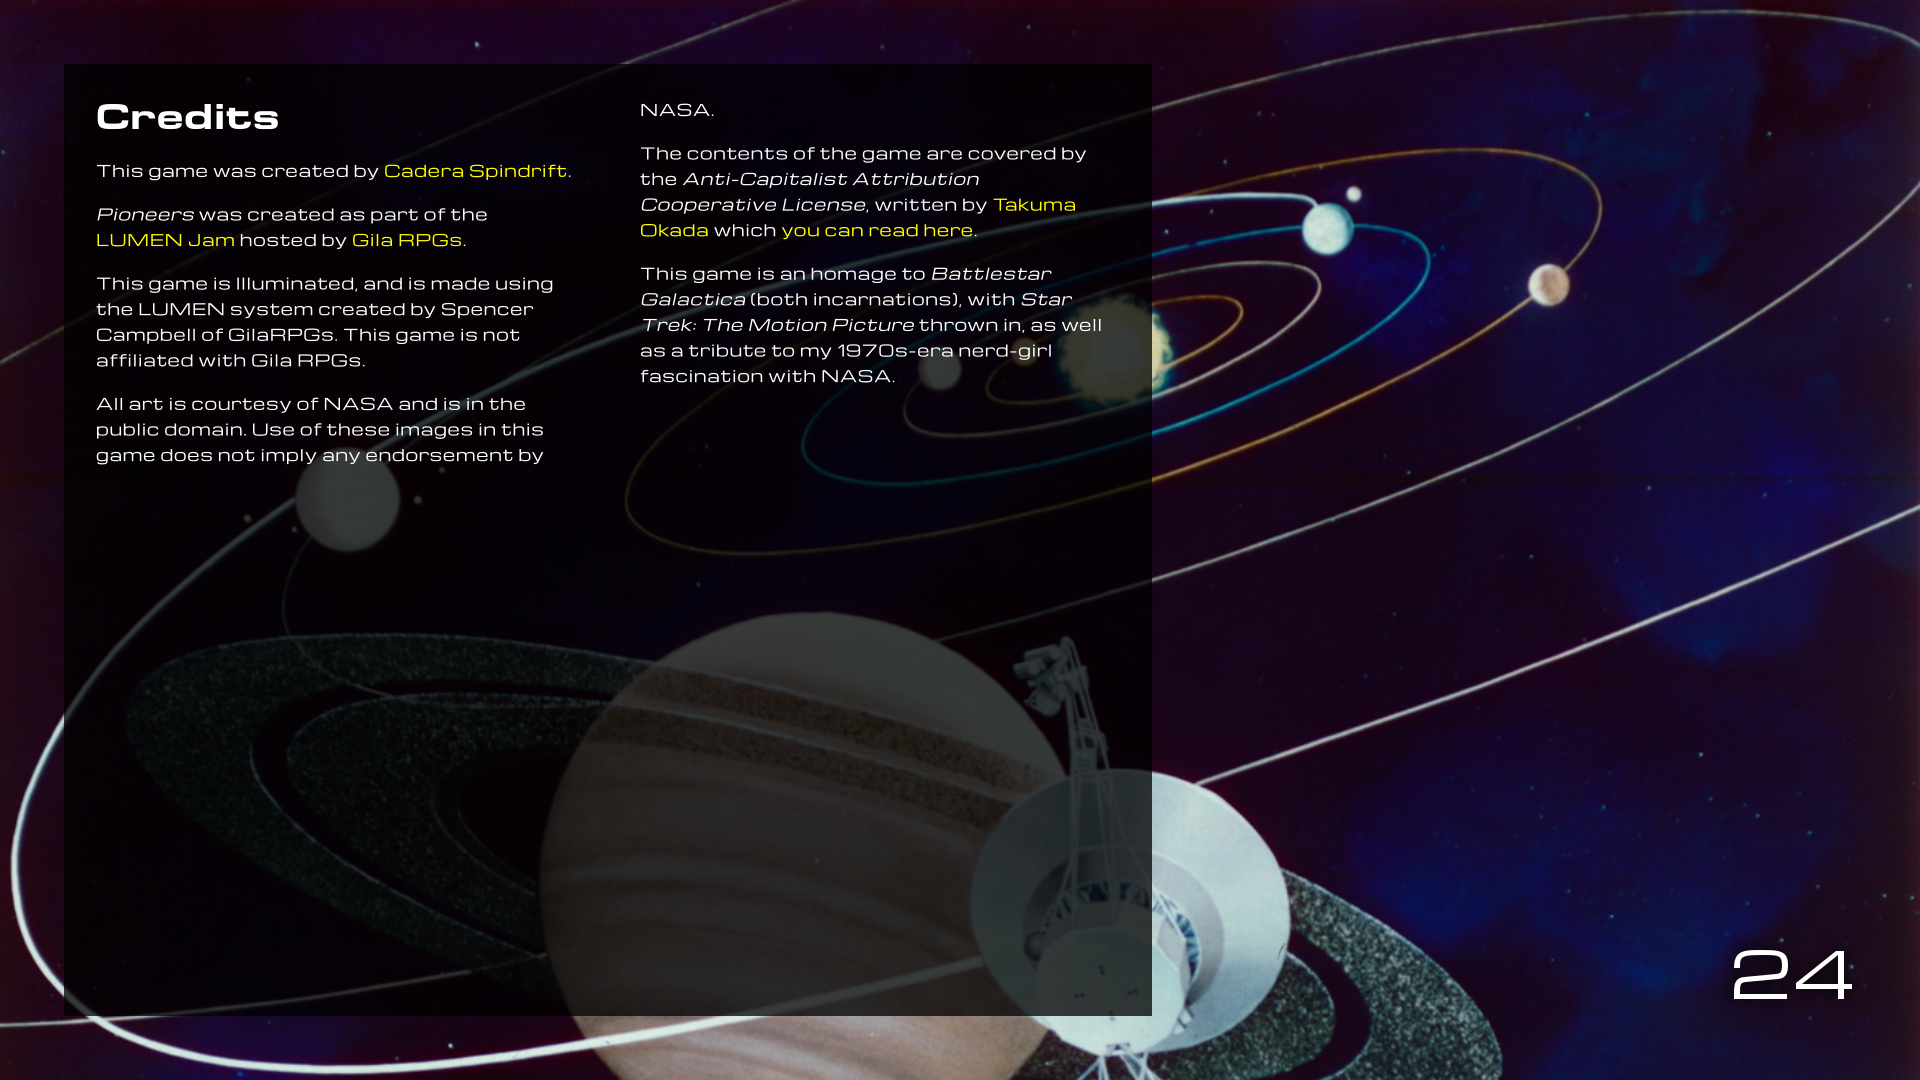 Credits
This game was created by Cadera Spindrift.
Pioneers was created as part of the
LUMEN Jam hosted by Gila RPGs.
This game is Illuminated, and is made using
the LUMEN system created by Spencer
Campbell of GilaRPGs. This game is not
affiliated with Gila RPGs.
All art is courtesy of NASA and is in the
public domain. Use of these images in this
game does not imply any endorsement by
NASA.
The contents of the game are covered by
the Anti-Capitalist Attribution
Cooperative License, written by Takuma
Okada which you can read here.
This game is an homage to Battlestar
Galactica (both incarnations), with Star
Trek: The Motion Picture thrown in, as well
as a tribute to my 1970s-era nerd-girl
fascination with NASA.
24